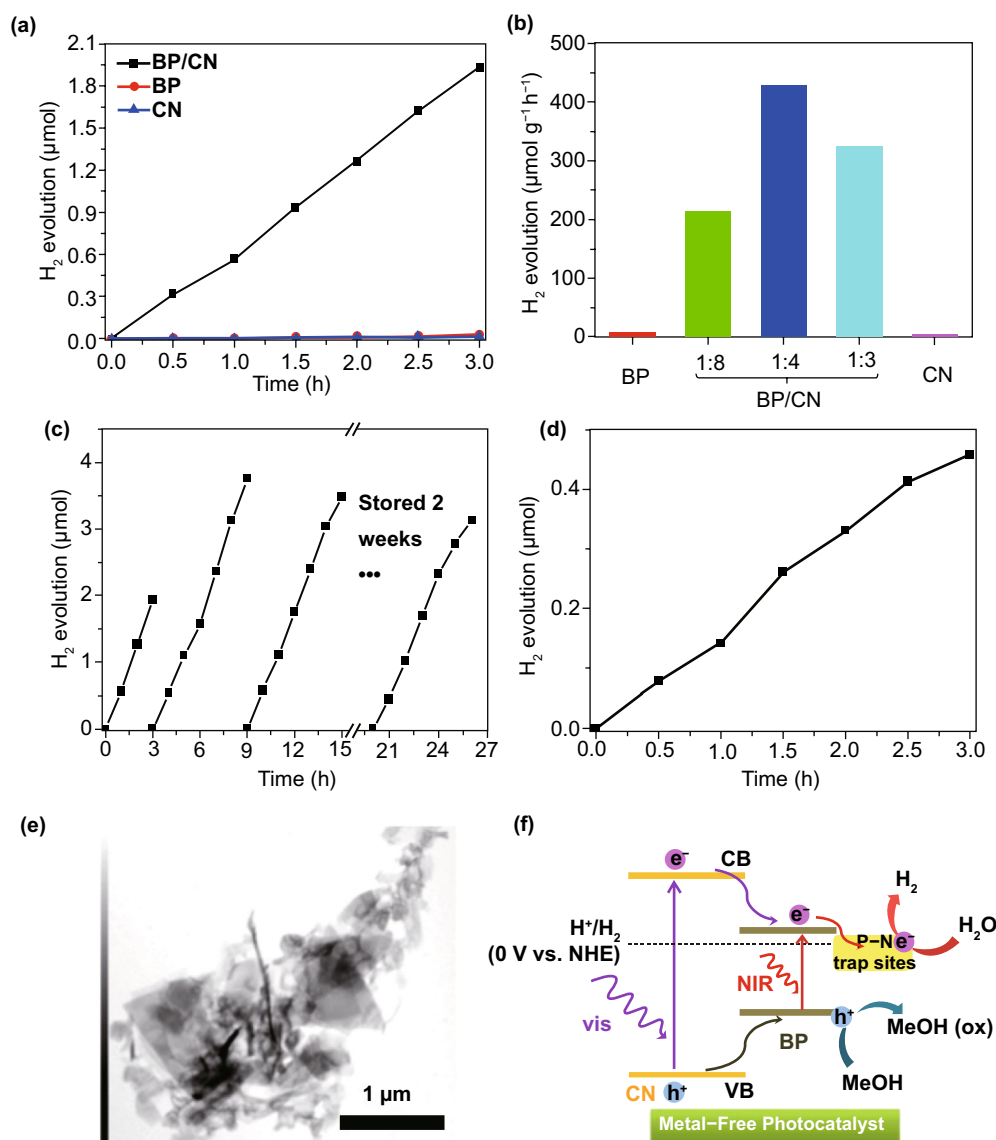 (a)
H₂ evolution (µmol)
2.1
1.8
1.5
1.2
0.9
0.6
0.3
0.0
BP/CN
BP
CN
0.0 0.5 1.0 1.5 2.0 2.5 3.0
Time (h)
(b)
H₂ evolution (µmol g⁻¹ h⁻¹)
500
400
300
200
100
0
1:8 1:4 1:3
BP CN
BP/CN
(c)
H₂ evolution (µmol)
4
3
2
1
0
Stored 2
weeks
•••
0 3 6 9 12 15 21 24 27
Time (h)
(d)
H₂ evolution (µmol)
0.4
0.2
0.0
0.0 0.5 1.0 1.5 2.0 2.5 3.0
Time (h)
(e)
1 µm
(f)
e⁻ CB
H₂
e⁻
H⁺/H₂
(0 V vs. NHE)
P−N e⁻
trap sites
H₂O
NIR
vis
BP
h⁺
MeOH (ox)
MeOH
CN h⁺ VB
Metal−Free Photocatalyst